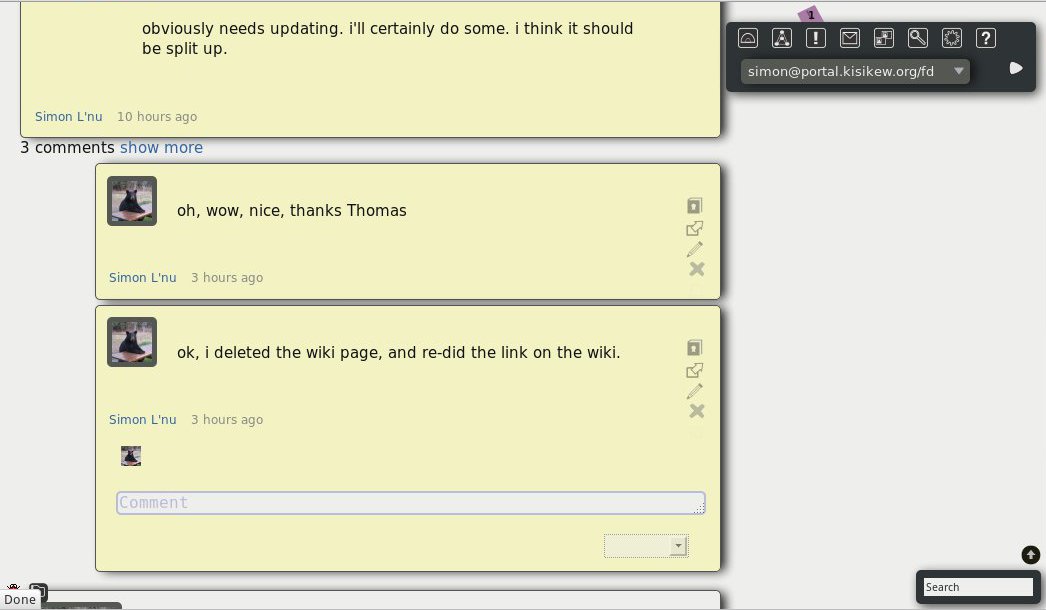 obviously needs updating. i'll certainly do some. i think it should
be split up.
1
?
simon@portal.kisikew.org/fd
Simon L'nu 10 hours ago
3 comments show more
oh, wow, nice, thanks Thomas
Simon L'nu 3 hours ago
ok, i deleted the wiki page, and re-did the link on the wiki.
Simon L'nu 3 hours ago
Comment
Search
Done